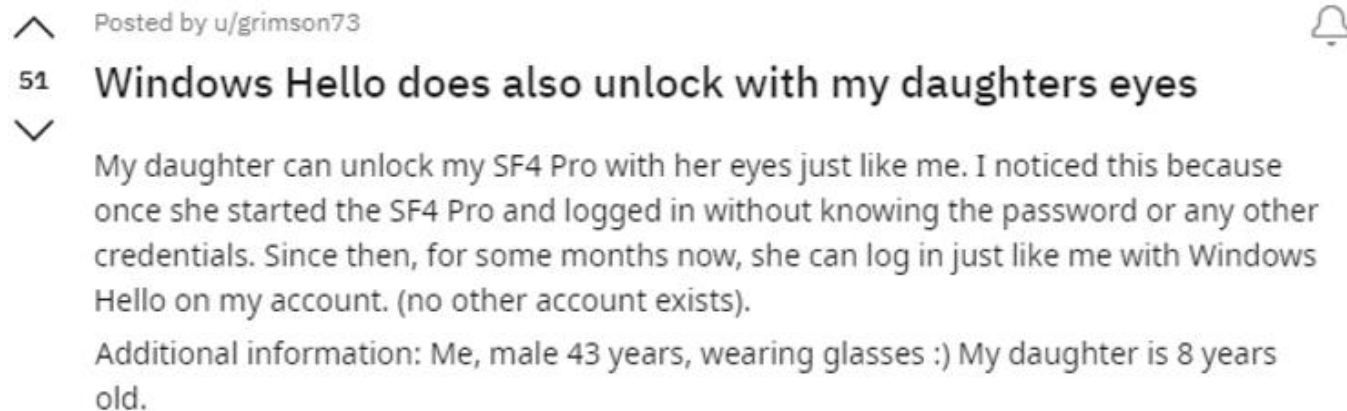 Posted by u/grimson73
51
Windows Hello does also unlock with my daughters eyes
My daughter can unlock my SF4 Pro with her eyes just like me. I noticed this because
once she started the SF4 Pro and logged in without knowing the password or any other
credentials. Since then, for some months now, she can log in just like me with Windows
Hello on my account. (no other account exists).
Additional information: Me, male 43 years, wearing glasses :) My daughter is 8 years
old.